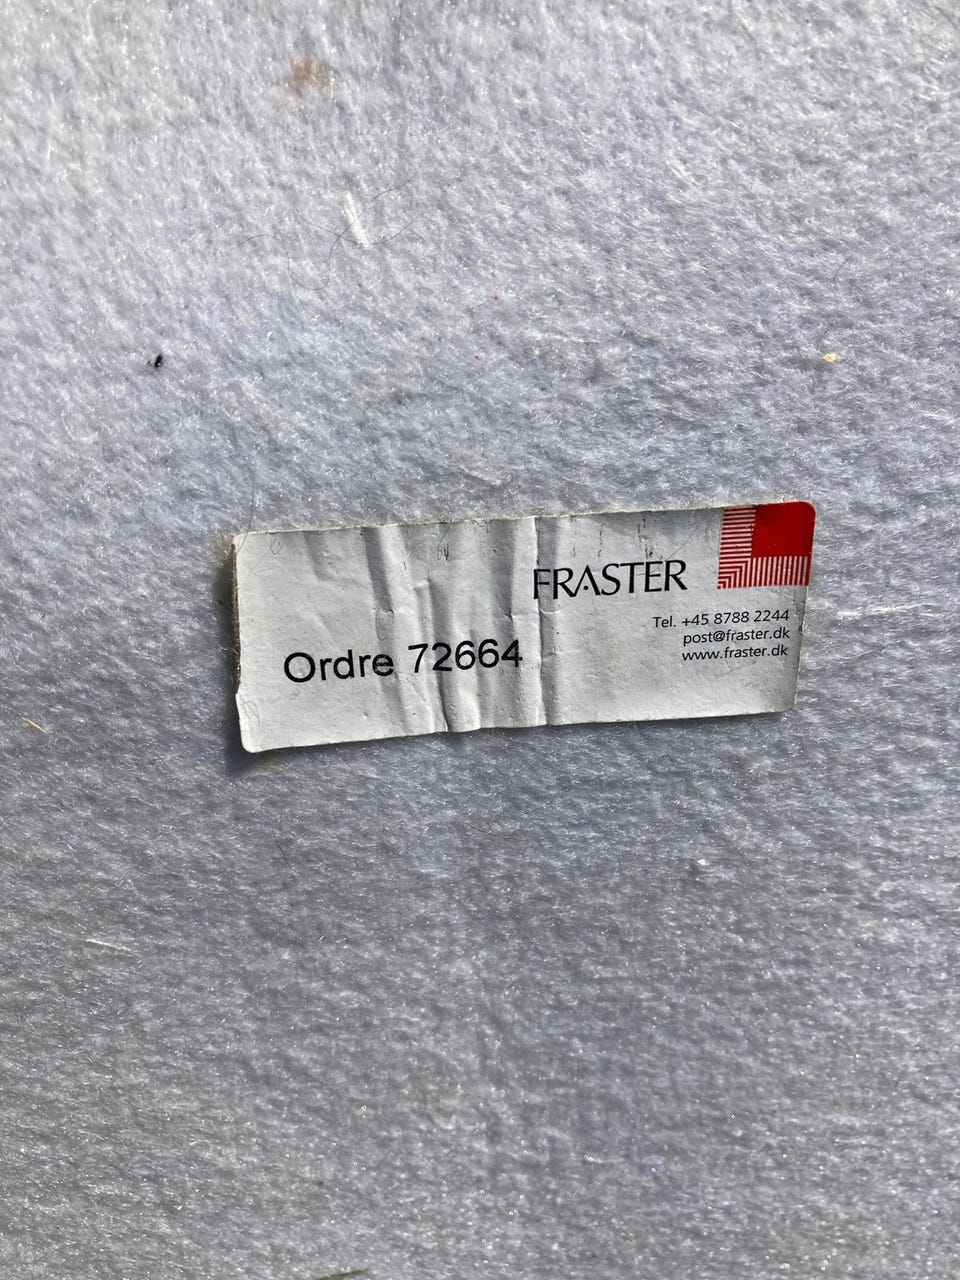 FRASTER
Tel. +45 8788 2244
post@fraster.dk
www.fraster.dk
Ordre 72664